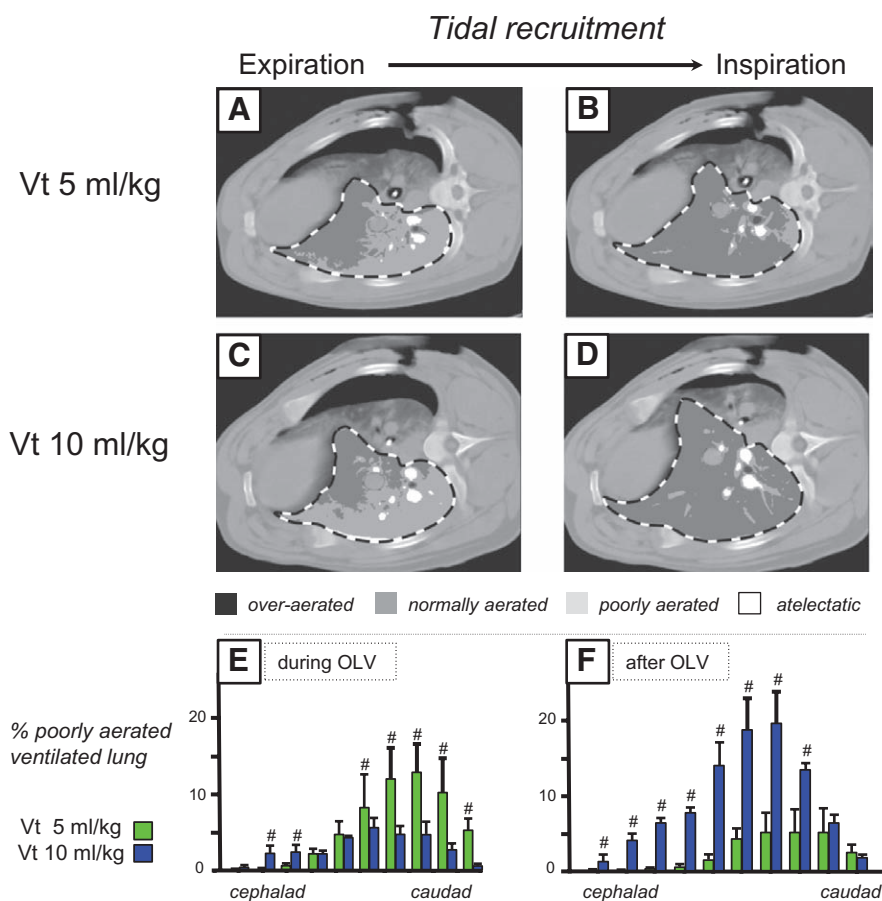 Tidal recruitment
Expiration
Inspiration
Vt 5 ml/kg
A
B
Vt 10 ml/kg
C
D
over-aerated
normally aerated
poorly aerated
atelectatic
E
during OLV
F
after OLV
% poorly aerated
ventilated lung
Vt 5 ml/kg
Vt 10 ml/kg
20
10
0
# # # # # # #
cephalad
caudad
20
10
0
# # # # # # # #
cephalad
caudad